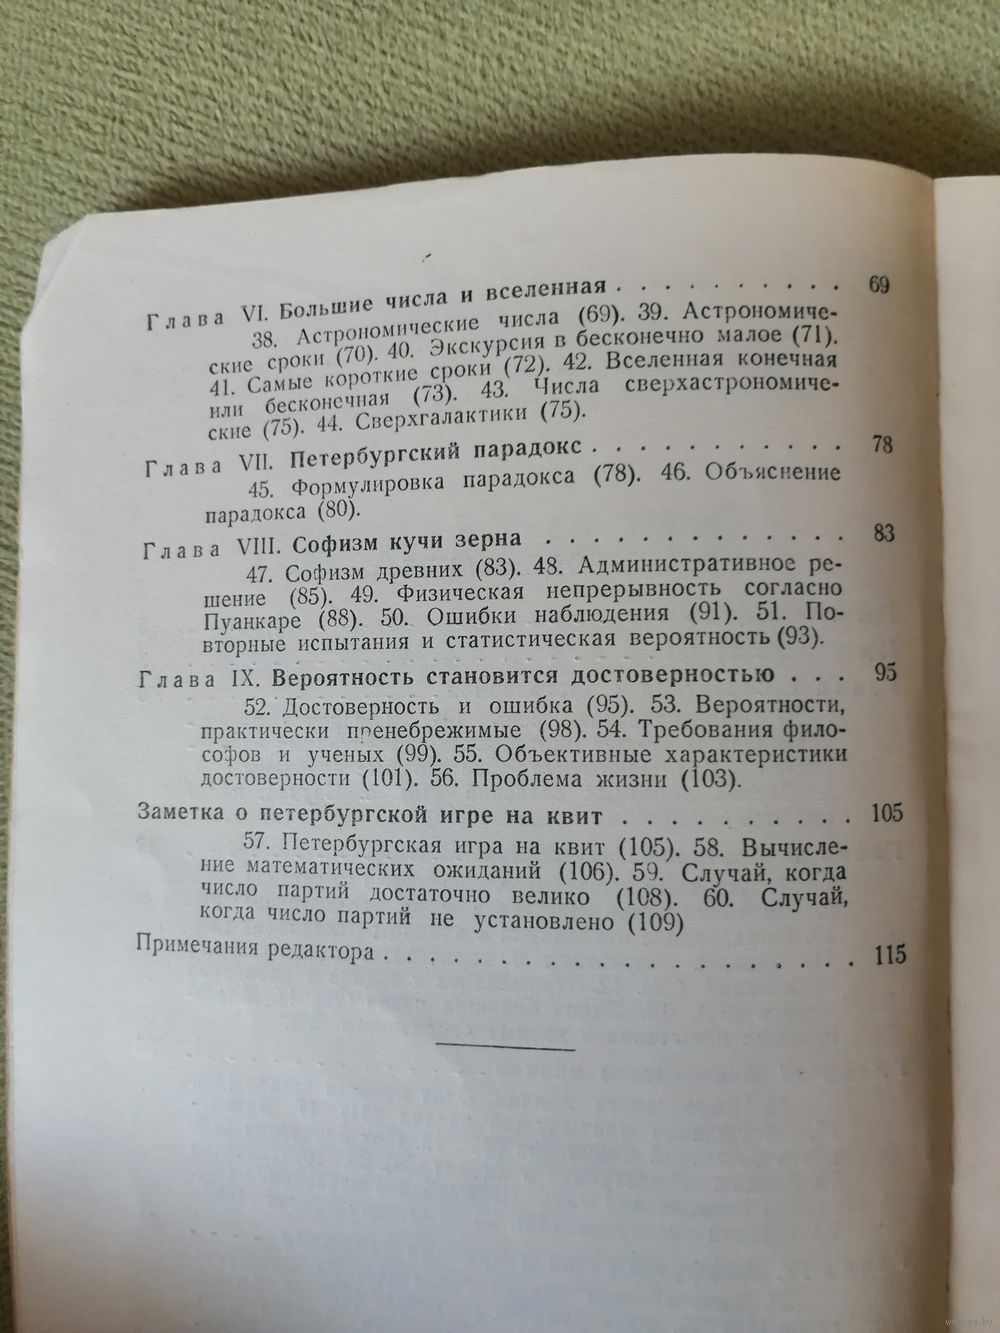 Глава VI. Большие числа и вселенная . . . . . . . . . . 69
38. Астрономические числа (69). 39. Астрономиче-
ские сроки (70). 40. Экскурсия в бесконечно малое (71).
41. Самые короткие сроки (72). 42. Вселенная конечная
или бесконечная (73). 43. Числа сверхастрономиче-
ские (75). 44. Сверхгалактики (75).
Глава VII. Петербургский парадокс . . . . . . . . . . . 78
45. Формулировка парадокса (78). 46. Объяснение
парадокса (80).
Глава VIII. Софизм кучи зерна . . . . . . . . . . . . . 83
47. Софизм древних (83). 48. Административное ре-
шение (85). 49. Физическая непрерывность согласно
Пуанкаре (88). 50. Ошибки наблюдения (91). 51. По-
вторные испытания и статистическая вероятность (93).
Глава IX. Вероятность становится достоверностью . . . 95
52. Достоверность и ошибка (95). 53. Вероятности,
практически пренебрежимые (98). 54. Требования фило-
софов и ученых (99). 55. Объективные характеристики
достоверности (101). 56. Проблема жизни (103).
Заметка о петербургской игре на квит . . . . . . . . . . 105
57. Петербургская игра на квит (105). 58. Вычисле-
ние математических ожиданий (106). 59. Случай, когда
число партий достаточно велико (108). 60. Случай,
когда число партий не установлено (109)
Примечания редактора . . . . . . . . . . . . . . . . . . . . . 115